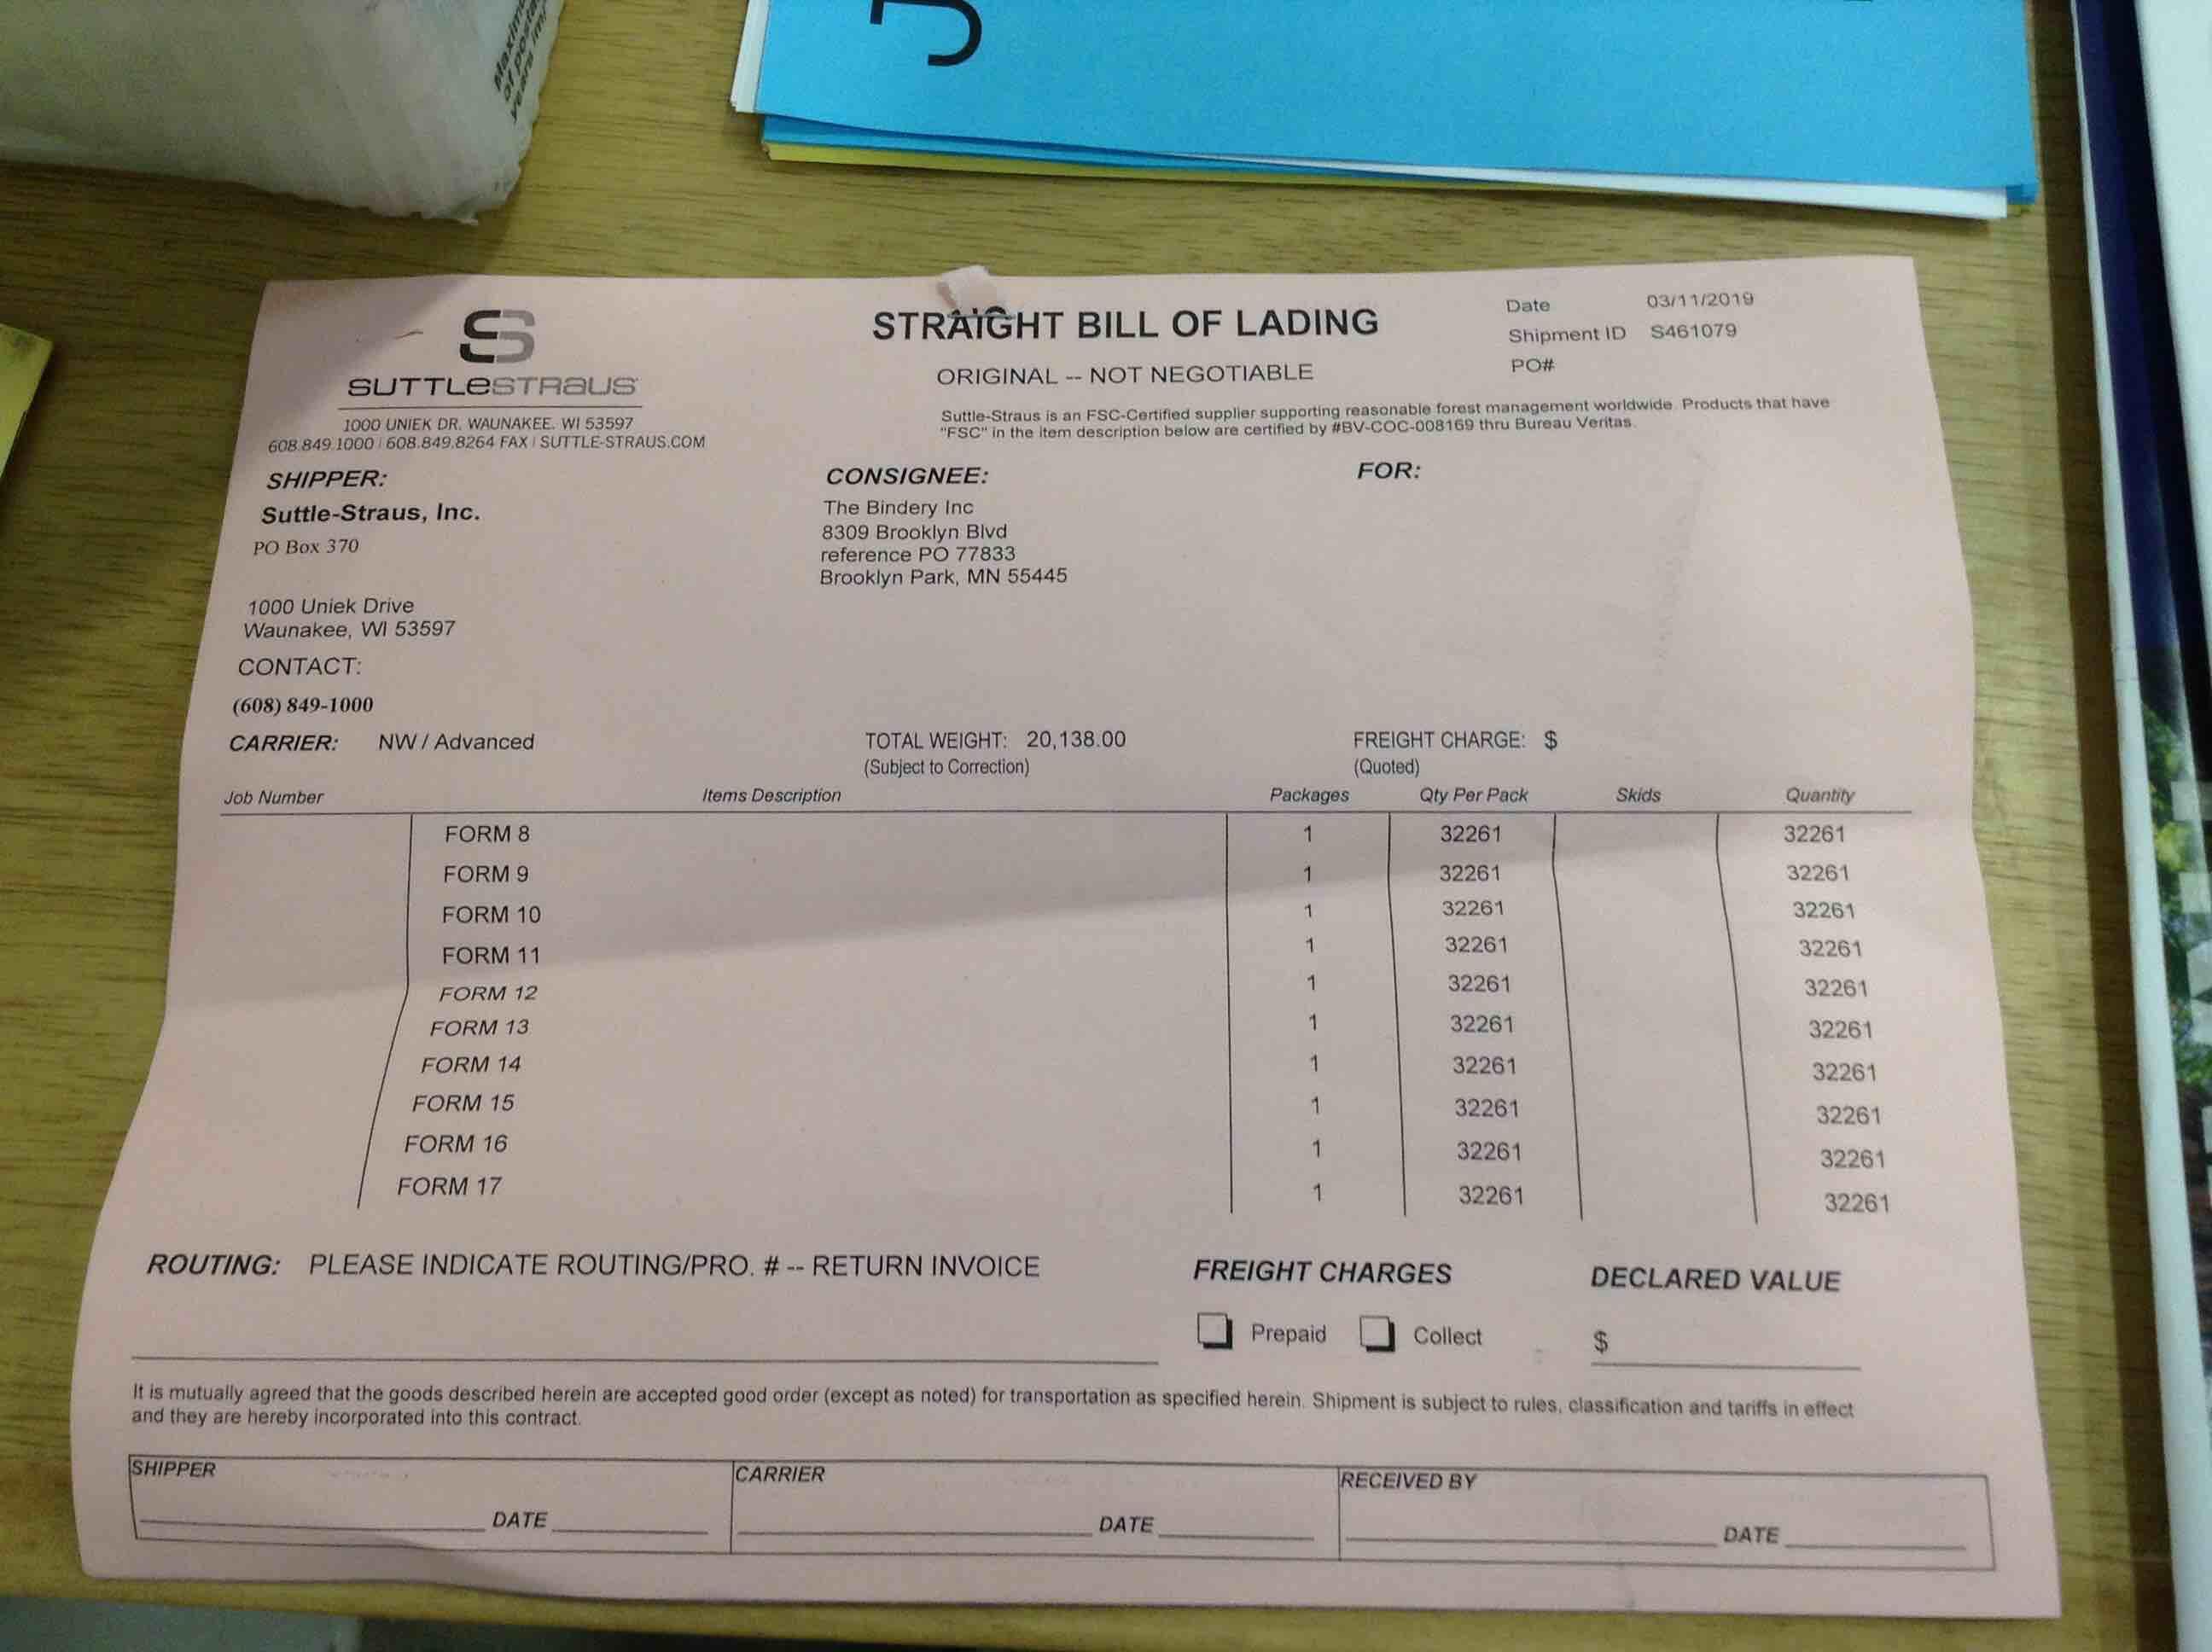 Maxim
of poste
years im
J
SUTTLESTRAUS
1000 UNIEK DR. WAUNAKEE. WI 53597
608.849.1000 | 608.849.8264 FAX | SUTTLE-STRAUS.COM
STRAIGHT BILL OF LADING
ORIGINAL -- NOT NEGOTIABLE
Date 03/11/2019
Shipment ID S461079
PO#
Suttle-Straus is an FSC-Certified supplier supporting reasonable forest management worldwide. Products that have
"FSC" in the item description below are certified by #BV-COC-008169 thru Bureau Veritas.
SHIPPER:
Suttle-Straus, Inc.
PO Box 370
1000 Uniek Drive
Waunakee, WI 53597
CONTACT:
(608) 849-1000
CONSIGNEE:
The Bindery Inc
8309 Brooklyn Blvd
reference PO 77833
Brooklyn Park, MN 55445
FOR:
CARRIER: NW / Advanced
TOTAL WEIGHT: 20,138.00
(Subject to Correction)
FREIGHT CHARGE: $
(Quoted)
Job Number Items Description Packages Qty Per Pack Skids Quantity
FORM 8 1 32261 32261
FORM 9 1 32261 32261
FORM 10 1 32261 32261
FORM 11 1 32261 32261
FORM 12 1 32261 32261
FORM 13 1 32261 32261
FORM 14 1 32261 32261
FORM 15 1 32261 32261
FORM 16 1 32261 32261
FORM 17 1 32261 32261
ROUTING: PLEASE INDICATE ROUTING/PRO. # -- RETURN INVOICE
FREIGHT CHARGES
Prepaid Collect
DECLARED VALUE
$
It is mutually agreed that the goods described herein are accepted good order (except as noted) for transportation as specified herein. Shipment is subject to rules, classification and tariffs in effect
and they are hereby incorporated into this contract.
SHIPPER
DATE
CARRIER
DATE
RECEIVED BY
DATE